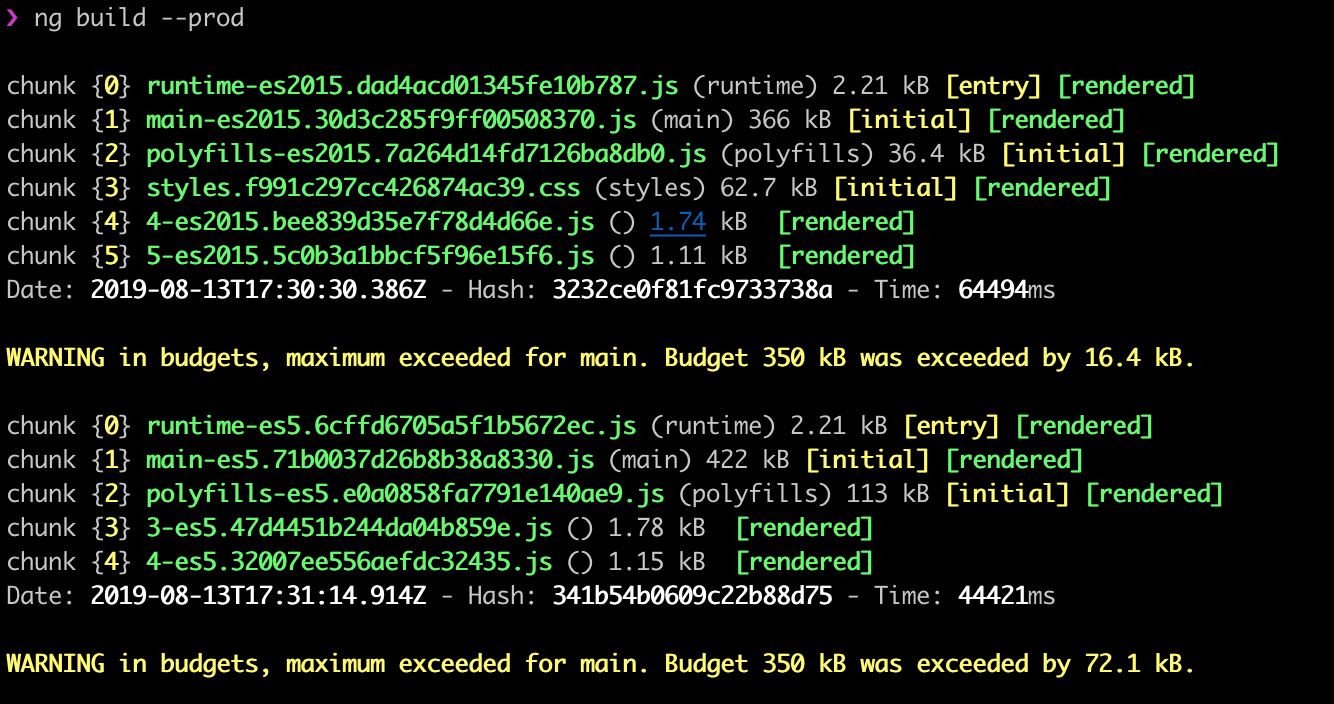 ❯ ng build --prod
chunk {0} runtime-es2015.dad4acd01345fe10b787.js (runtime) 2.21 kB [entry] [rendered]
chunk {1} main-es2015.30d3c285f9ff00508370.js (main) 366 kB [initial] [rendered]
chunk {2} polyfills-es2015.7a264d14fd7126ba8db0.js (polyfills) 36.4 kB [initial] [rendered]
chunk {3} styles.f991c297cc426874ac39.css (styles) 62.7 kB [initial] [rendered]
chunk {4} 4-es2015.bee839d35e7f78d4d66e.js () 1.74 kB  [rendered]
chunk {5} 5-es2015.5c0b3a1bbcf5f96e15f6.js () 1.11 kB  [rendered]
Date: 2019-08-13T17:30:30.386Z - Hash: 3232ce0f81fc9733738a - Time: 64494ms
WARNING in budgets, maximum exceeded for main. Budget 350 kB was exceeded by 16.4 kB.
chunk {0} runtime-es5.6cffd6705a5f1b5672ec.js (runtime) 2.21 kB [entry] [rendered]
chunk {1} main-es5.71b0037d26b8b38a8330.js (main) 422 kB [initial] [rendered]
chunk {2} polyfills-es5.e0a0858fa7791e140ae9.js (polyfills) 113 kB [initial] [rendered]
chunk {3} 3-es5.47d4451b244da04b859e.js () 1.78 kB  [rendered]
chunk {4} 4-es5.32007ee556aefdc32435.js () 1.15 kB  [rendered]
Date: 2019-08-13T17:31:14.914Z - Hash: 341b54b0609c22b88d75 - Time: 44421ms
WARNING in budgets, maximum exceeded for main. Budget 350 kB was exceeded by 72.1 kB.